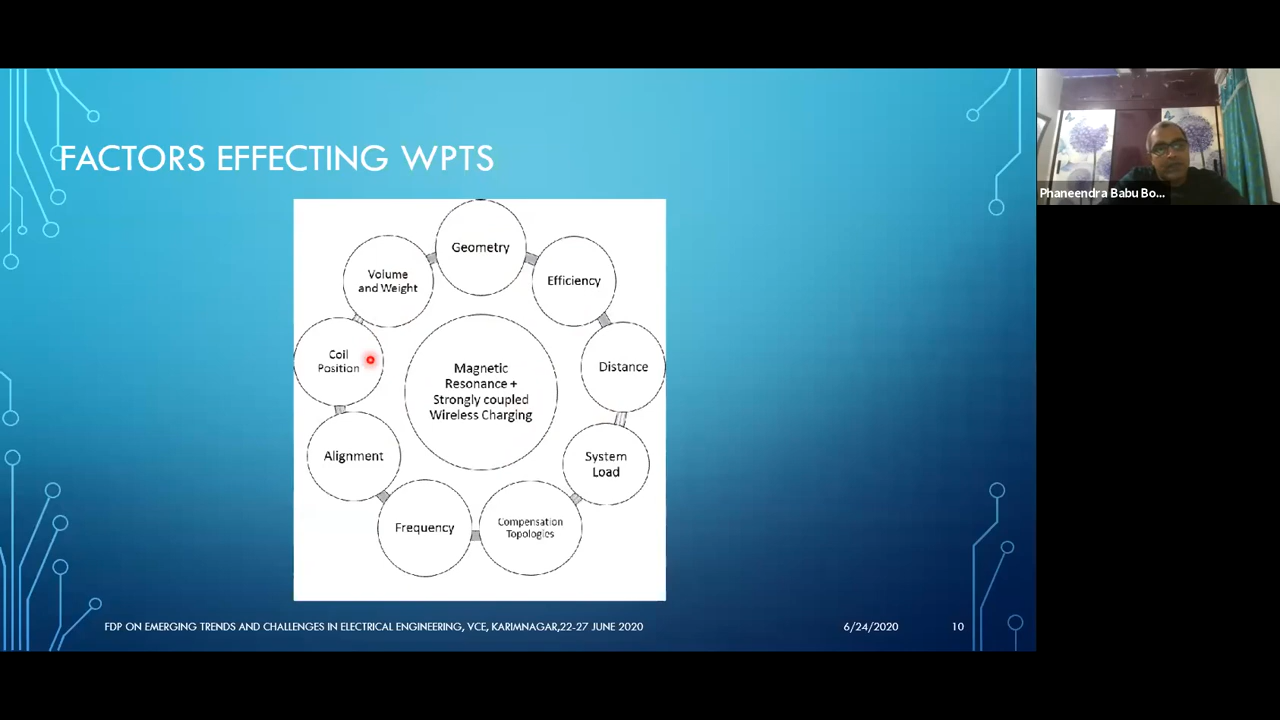 FACTORS EFFECTING WPTS
Geometry
Volume
and Weight
Efficiency
Coil
Position
Distance
Magnetic
Resonance +
Strongly coupled
Wireless Charging
Alignment
System
Load
Frequency
Compensation
Topologies
FDP ON EMERGING TRENDS AND CHALLENGES IN ELECTRICAL ENGINEERING, VCE, KARIMNAGAR,22-27 JUNE 2020
6/24/2020
10
Phaneendra Babu Bo...